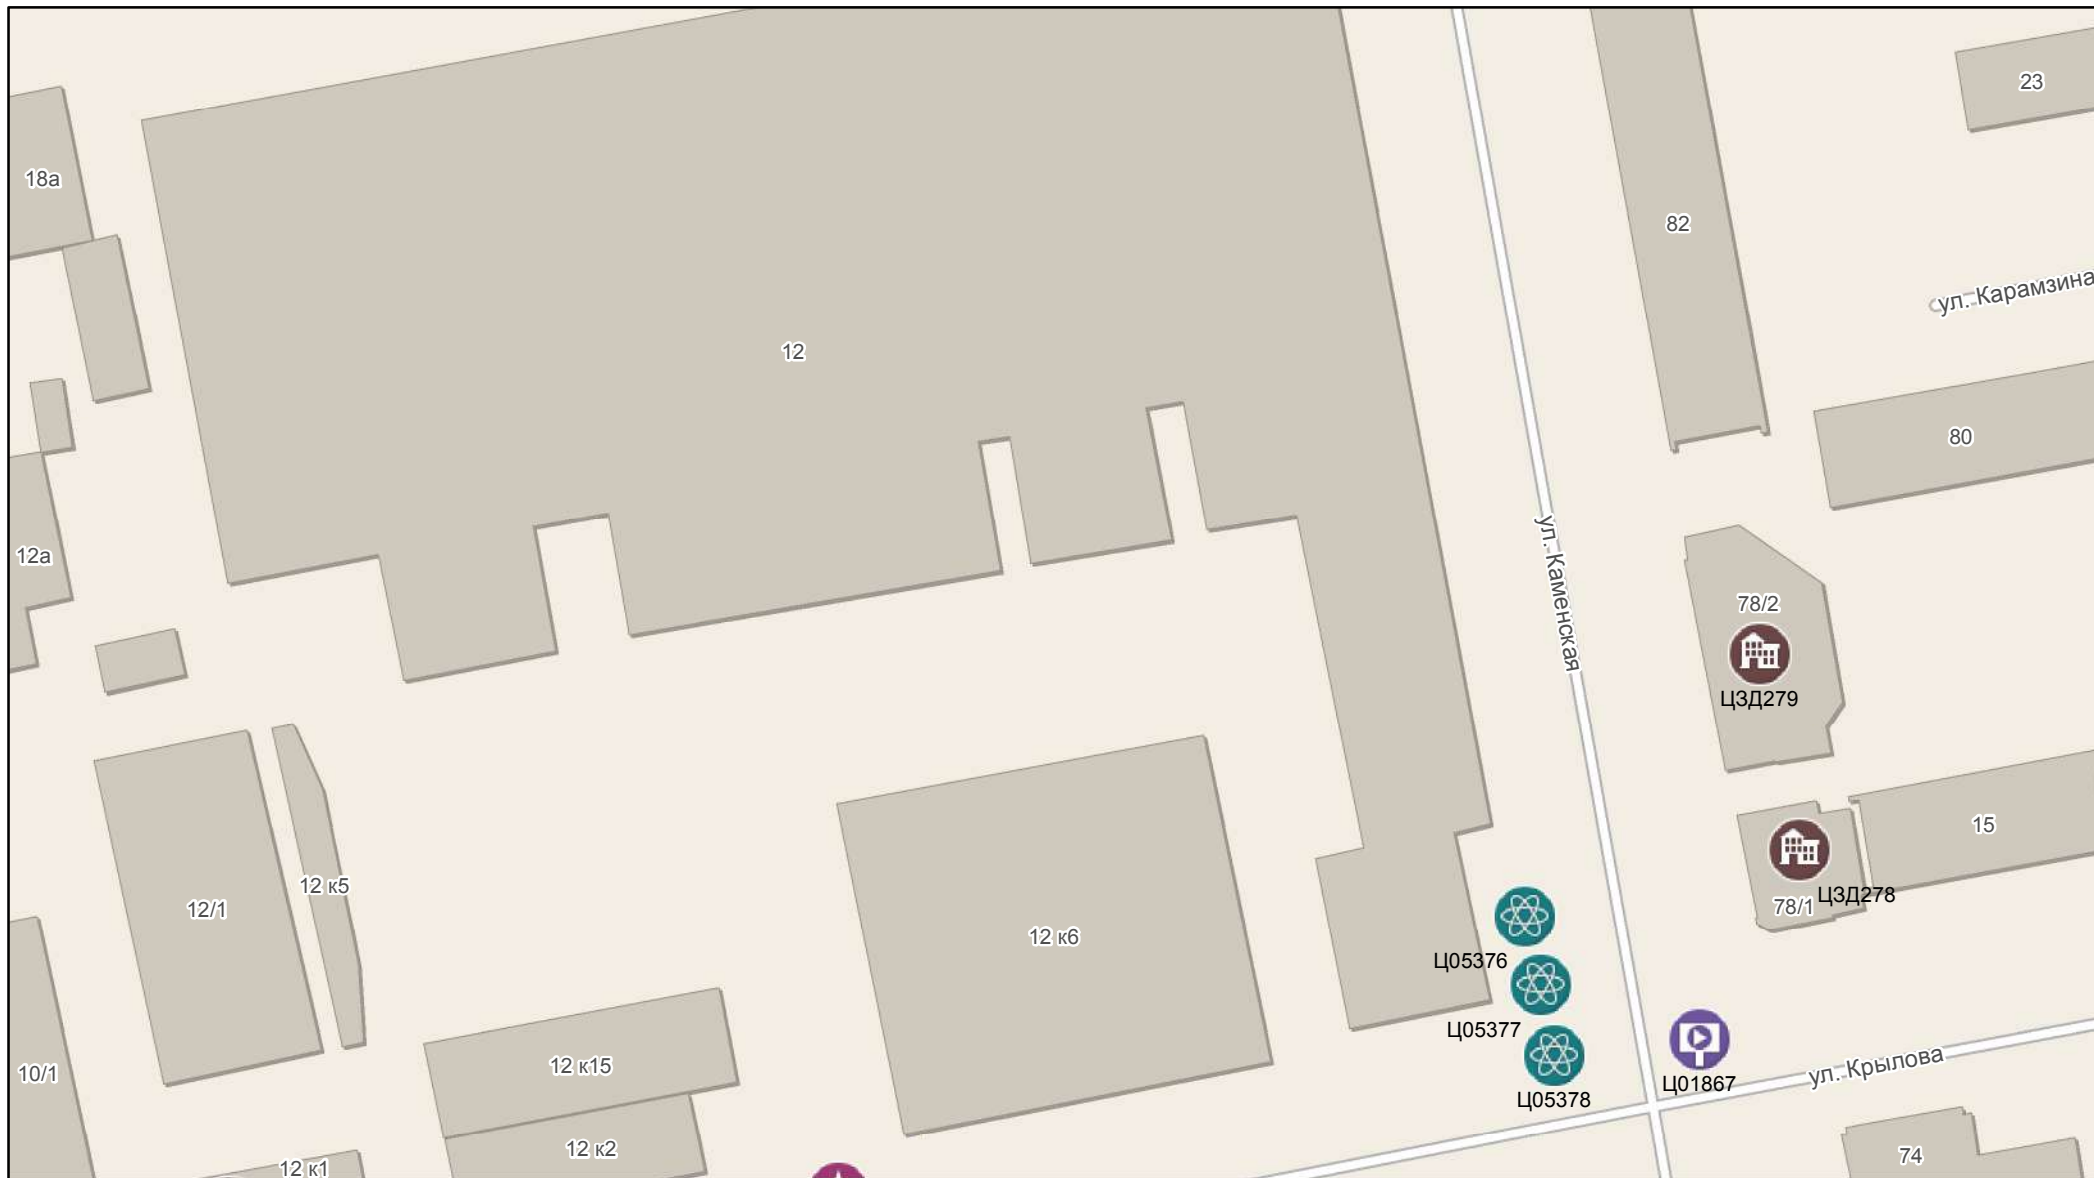 23
18а
82
ул. Карамзина
12
80
ул. Каменская
12а
78/2
ЦЗД279
15
12 к5
ЦЗД278
78/1
12/1
12 к6
Ц05376
Ц05377
12 к15
10/1
ул. Крылова
Ц01867
Ц05378
12 к2
74
12 к1